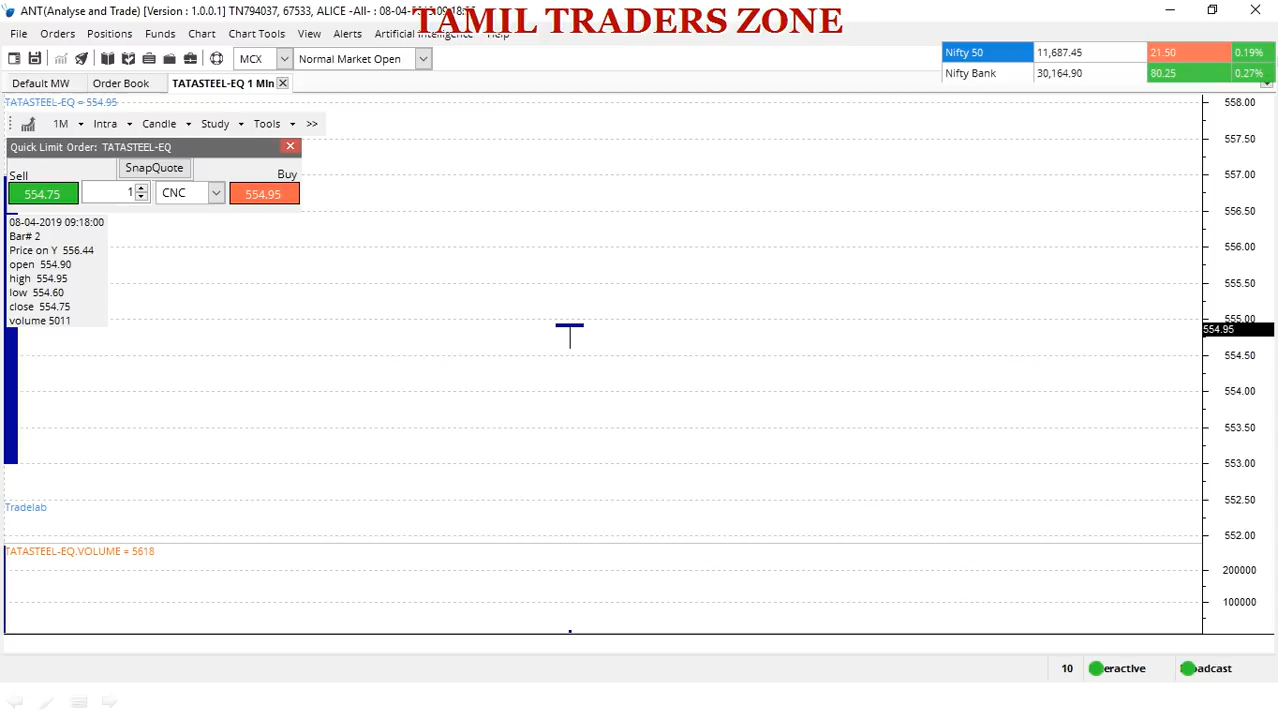 ANT(Analyse and Trade) [Version : 1.0.0.1] TN794037, 67533, ALICE -All- : 08-04-2019 09:18:
TAMIL TRADERS ZONE
File Orders Positions Funds Chart Chart Tools View Alerts Artificial Intelligence Help
MCX Normal Market Open
Nifty 50 11,687.45 21.50 0.19%
Nifty Bank 30,164.90 80.25 0.27%
Default MW Order Book TATASTEEL-EQ 1 MIn
TATASTEEL-EQ = 554.95
1M Intra Candle Study Tools >>
Quick Limit Order: TATASTEEL-EQ
SnapQuote
Sell Buy
554.75 1 CNC 554.95
08-04-2019 09:18:00
Bar# 2
Price on Y 556.44
open 554.90
high 554.95
low 554.60
close 554.75
volume 5011
558.00
557.50
557.00
556.50
556.00
555.50
555.00
554.95
554.50
554.00
553.50
553.00
552.50
552.00
Tradelab
TATASTEEL-EQ.VOLUME = 5618
200000
100000
10 eractive adcast